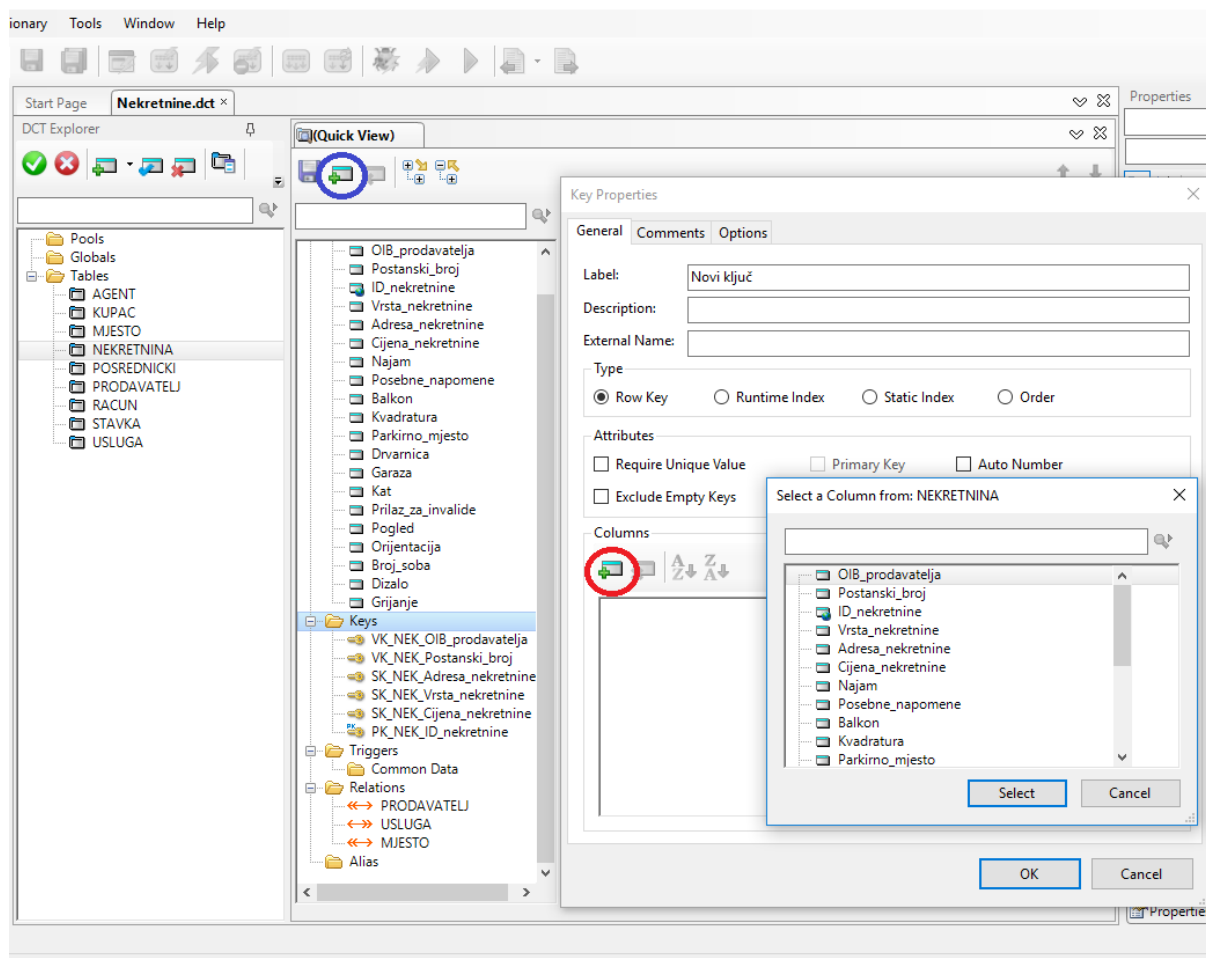 ionary Tools Window Help
Start Page Nekretnine.dct ×
Properties
DCT Explorer
(Quick View)
Pools
Globals
Tables
AGENT
KUPAC
MJESTO
NEKRETNINA
POSREDNICKI
PRODAVATELJ
RACUN
STAVKA
USLUGA
OIB_prodavatelja
Postanski_broj
ID_nekretnine
Vrsta_nekretnine
Adresa_nekretnine
Cijena_nekretnine
Najam
Posebne_napomene
Balkon
Kvadratura
Parkirno_mjesto
Drvarnica
Garaza
Kat
Prilaz_za_invalide
Pogled
Orijentacija
Broj_soba
Dizalo
Grijanje
Keys
VK_NEK_OIB_prodavatelja
VK_NEK_Postanski_broj
SK_NEK_Adresa_nekretnine
SK_NEK_Vrsta_nekretnine
SK_NEK_Cijena_nekretnine
PK_NEK_ID_nekretnine
Triggers
Common Data
Relations
PRODAVATELJ
USLUGA
MJESTO
Alias
Key Properties
General Comments Options
Label: Novi ključ
Description:
External Name:
Type
Row Key Runtime Index Static Index Order
Attributes
Require Unique Value Primary Key Auto Number
Exclude Empty Keys
Columns
Select a Column from: NEKRETNINA
OIB_prodavatelja
Postanski_broj
ID_nekretnine
Vrsta_nekretnine
Adresa_nekretnine
Cijena_nekretnine
Najam
Posebne_napomene
Balkon
Kvadratura
Parkirno_mjesto
Select Cancel
OK Cancel
Propertie